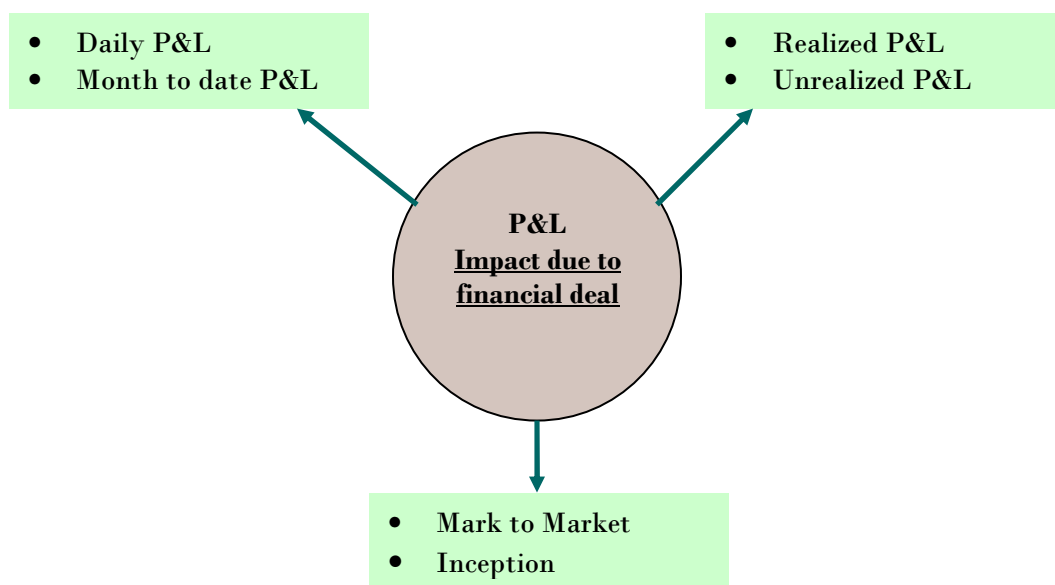 • Daily P&L
• Month to date P&L
• Realized P&L
• Unrealized P&L
P&L
Impact due to
financial deal
• Mark to Market
• Inception